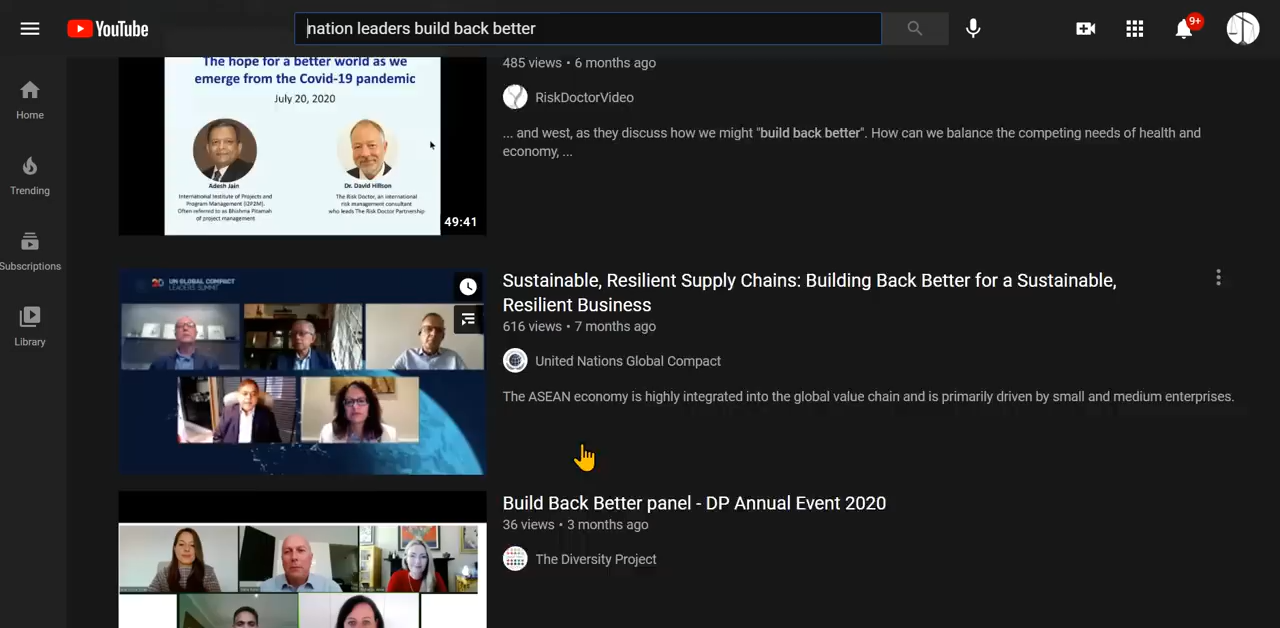 YouTube
nation leaders build back better
9+
Home
Trending
Subscriptions
Library
The hope for a better world as we
emerge from the Covid-19 pandemic
July 20, 2020
Adesh Jain
International Institute of Projects and
Program Management (I2P2M).
Often referred to as Bhishma Pitamah
of project management
Dr. David Hillson
The Risk Doctor, an international
risk management consultant
who leads The Risk Doctor Partnership
49:41
485 views • 6 months ago
RiskDoctorVideo
... and west, as they discuss how we might "build back better". How can we balance the competing needs of health and
economy, ...
20 UN GLOBAL COMPACT
LEADERS SUMMIT
Sustainable, Resilient Supply Chains: Building Back Better for a Sustainable,
Resilient Business
616 views • 7 months ago
United Nations Global Compact
The ASEAN economy is highly integrated into the global value chain and is primarily driven by small and medium enterprises.
Build Back Better panel - DP Annual Event 2020
36 views • 3 months ago
The Diversity Project